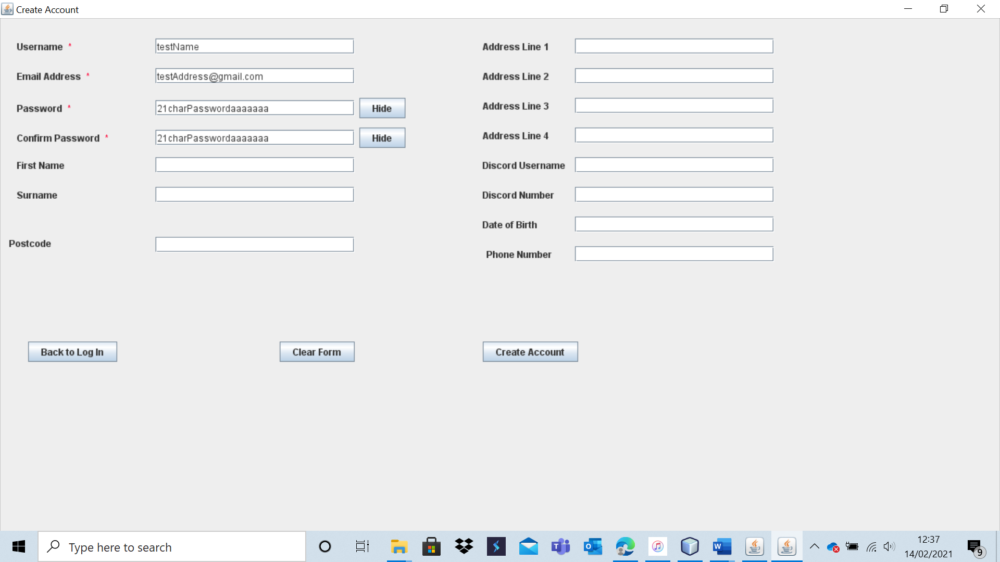 Create Account
Username *
testName
Email Address *
testAddress@gmail.com
Password *
21charPasswordaaaaaaa
Hide
Confirm Password *
21charPasswordaaaaaaa
Hide
First Name
Surname
Postcode
Address Line 1
Address Line 2
Address Line 3
Address Line 4
Discord Username
Discord Number
Date of Birth
Phone Number
Back to Log In
Clear Form
Create Account
Type here to search
12:37
14/02/2021
9